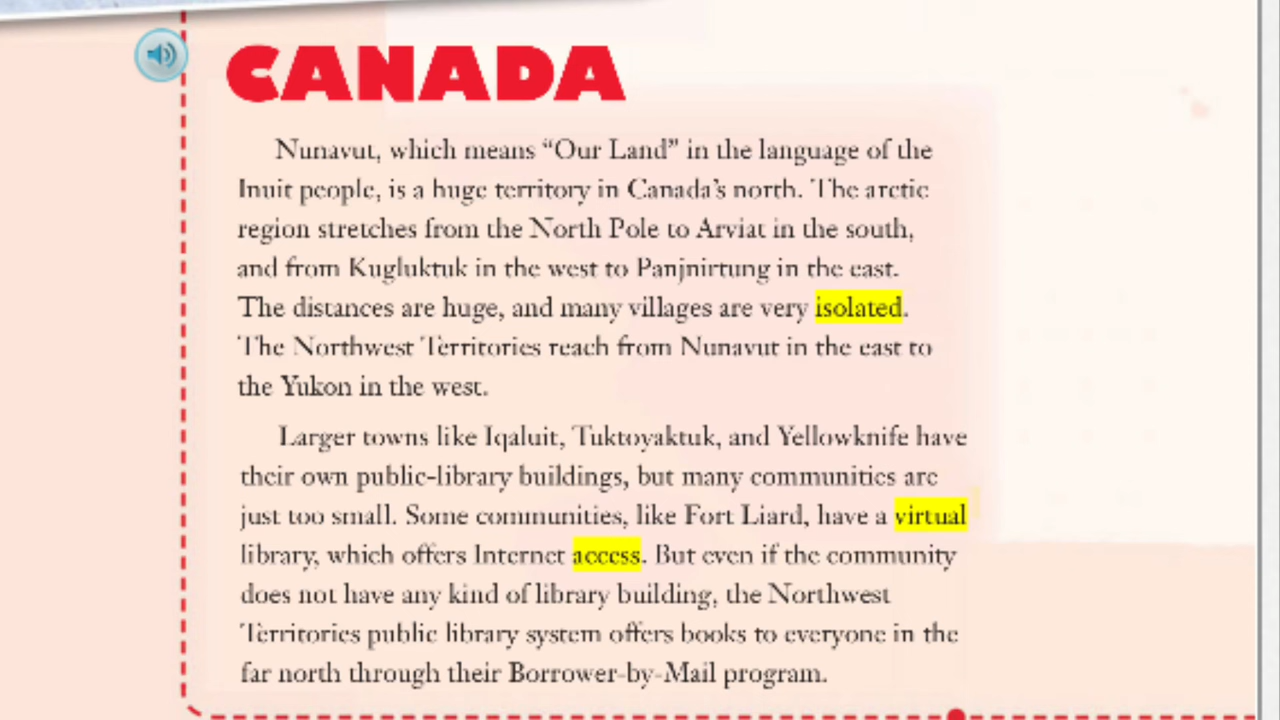 CANADA
Nunavut, which means “Our Land” in the language of the
Inuit people, is a huge territory in Canada’s north. The arctic
region stretches from the North Pole to Arviat in the south,
and from Kugluktuk in the west to Panjnirtung in the east.
The distances are huge, and many villages are very isolated.
The Northwest Territories reach from Nunavut in the east to
the Yukon in the west.
Larger towns like Iqaluit, Tuktoyaktuk, and Yellowknife have
their own public-library buildings, but many communities are
just too small. Some communities, like Fort Liard, have a virtual
library, which offers Internet access. But even if the community
does not have any kind of library building, the Northwest
Territories public library system offers books to everyone in the
far north through their Borrower-by-Mail program.